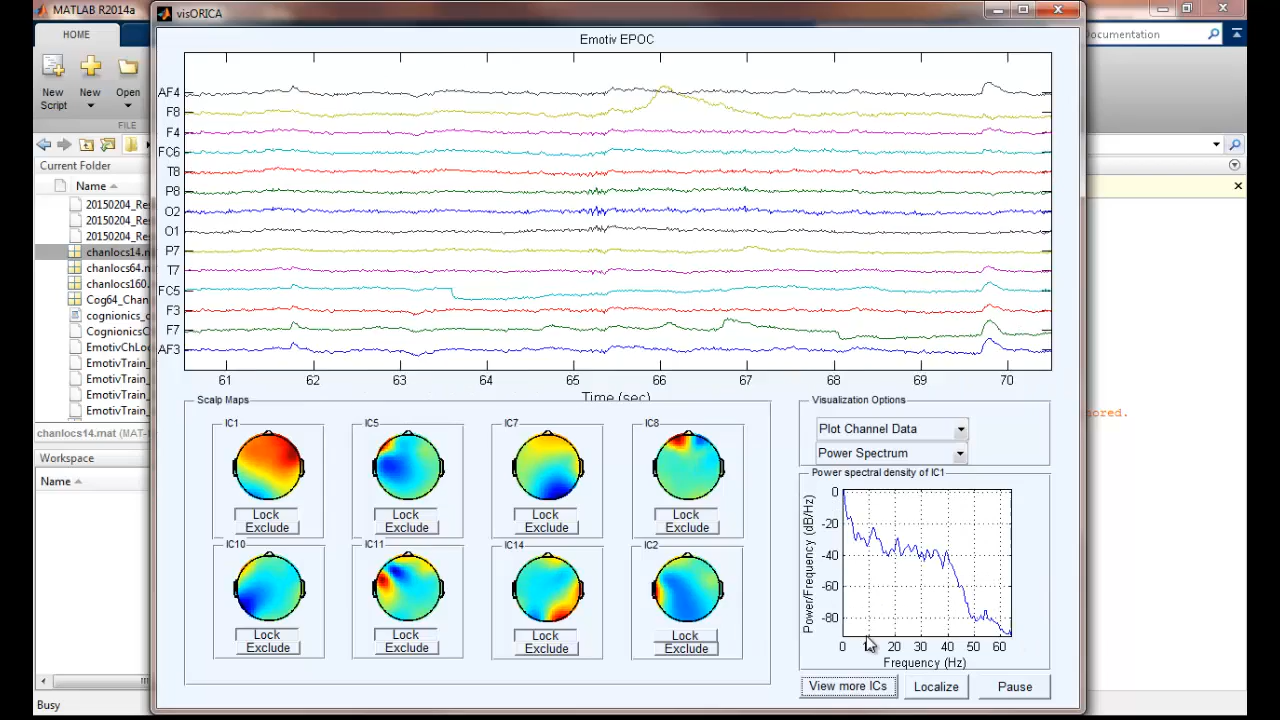 MATLAB R2014a
visORICA
HOME
Documentation
New Script
New
Open
FILE
Current Folder
Name
20150204_Res
20150204_Res
20150204_Res
chanlocs14.ma
chanlocs64.m
chanlocs160.
Cog64_Chan
cognionics_c
CognionicsC
EmotivChLoc
EmotivTrain_
EmotivTrain_
EmotivTrain_
EmotivTrain_
chanlocs14.mat (MAT-
Workspace
Name
Busy
Emotiv EPOC
AF4
F8
F4
FC6
T8
P8
O2
O1
P7
T7
FC5
F3
F7
AF3
61 62 63 64 65 66 67 68 69 70
Time (sec)
Scalp Maps
IC1 IC5 IC7 IC8
Lock Lock Lock Lock
Exclude Exclude Exclude Exclude
IC10 IC11 IC14 IC2
Lock Lock Lock Lock
Exclude Exclude Exclude Exclude
Visualization Options
Plot Channel Data
Power Spectrum
Power spectral density of IC1
Power/Frequency (dB/Hz)
0
-20
-40
-60
-80
0 10 20 30 40 50 60
Frequency (Hz)
View more ICs Localize Pause
nored.